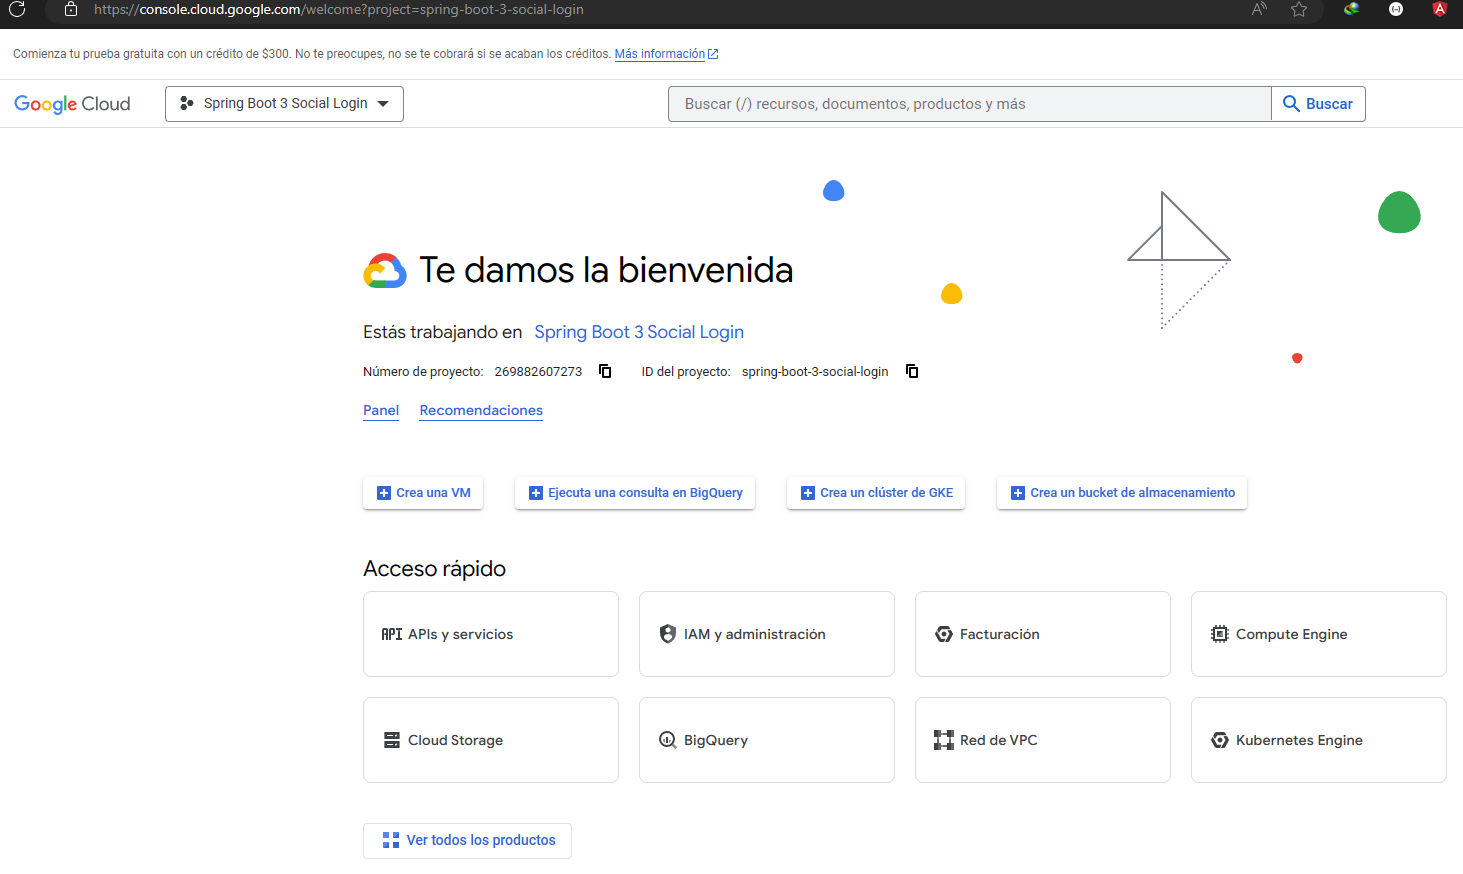 https://console.cloud.google.com/welcome?project=spring-boot-3-social-login
Comienza tu prueba gratuita con un crédito de $300. No te preocupes, no se te cobrará si se acaban los créditos. Más información
Google Cloud Spring Boot 3 Social Login Buscar (/) recursos, documentos, productos y más Buscar
Te damos la bienvenida
Estás trabajando en Spring Boot 3 Social Login
Número de proyecto: 269882607273 ID del proyecto: spring-boot-3-social-login
Panel Recomendaciones
Crea una VM Ejecuta una consulta en BigQuery Crea un clúster de GKE Crea un bucket de almacenamiento
Acceso rápido
API APIs y servicios IAM y administración Facturación Compute Engine
Cloud Storage BigQuery Red de VPC Kubernetes Engine
Ver todos los productos